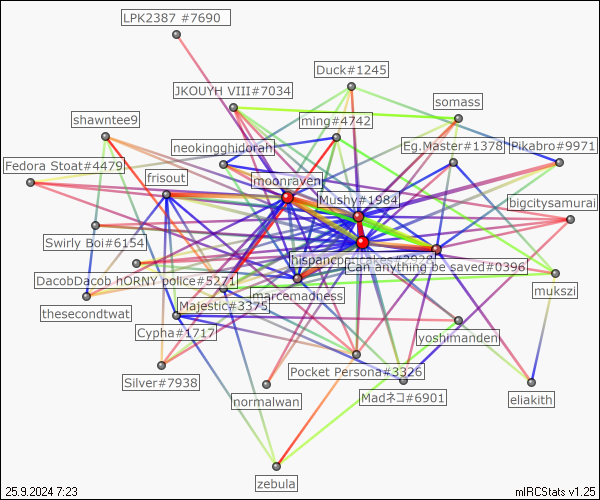 LPK2387 #7690
Duck#1245
JKOUYH VIII#7034
somass
shawntee9
ming#4742
neokingghidorah
Eg.Master#1378
Pikabro#9971
Fedora Stoat#4479
frisout
moonraven
Mushy#1984
bigcitysamurai
Swirly Boi#6154
hispancpncakes#2928
Can anything be saved#0396
DacobDacob hORNY police#5271
mukszi
marcemadness
majestic#3375
thesecondtwat
Cypha#1717
yoshimanden
Pocket Persona#3326
Silver#7938
normalwan
Madネコ#6901
eliakith
zebula
25.9.2024 7:23
mIRCStats v1.25